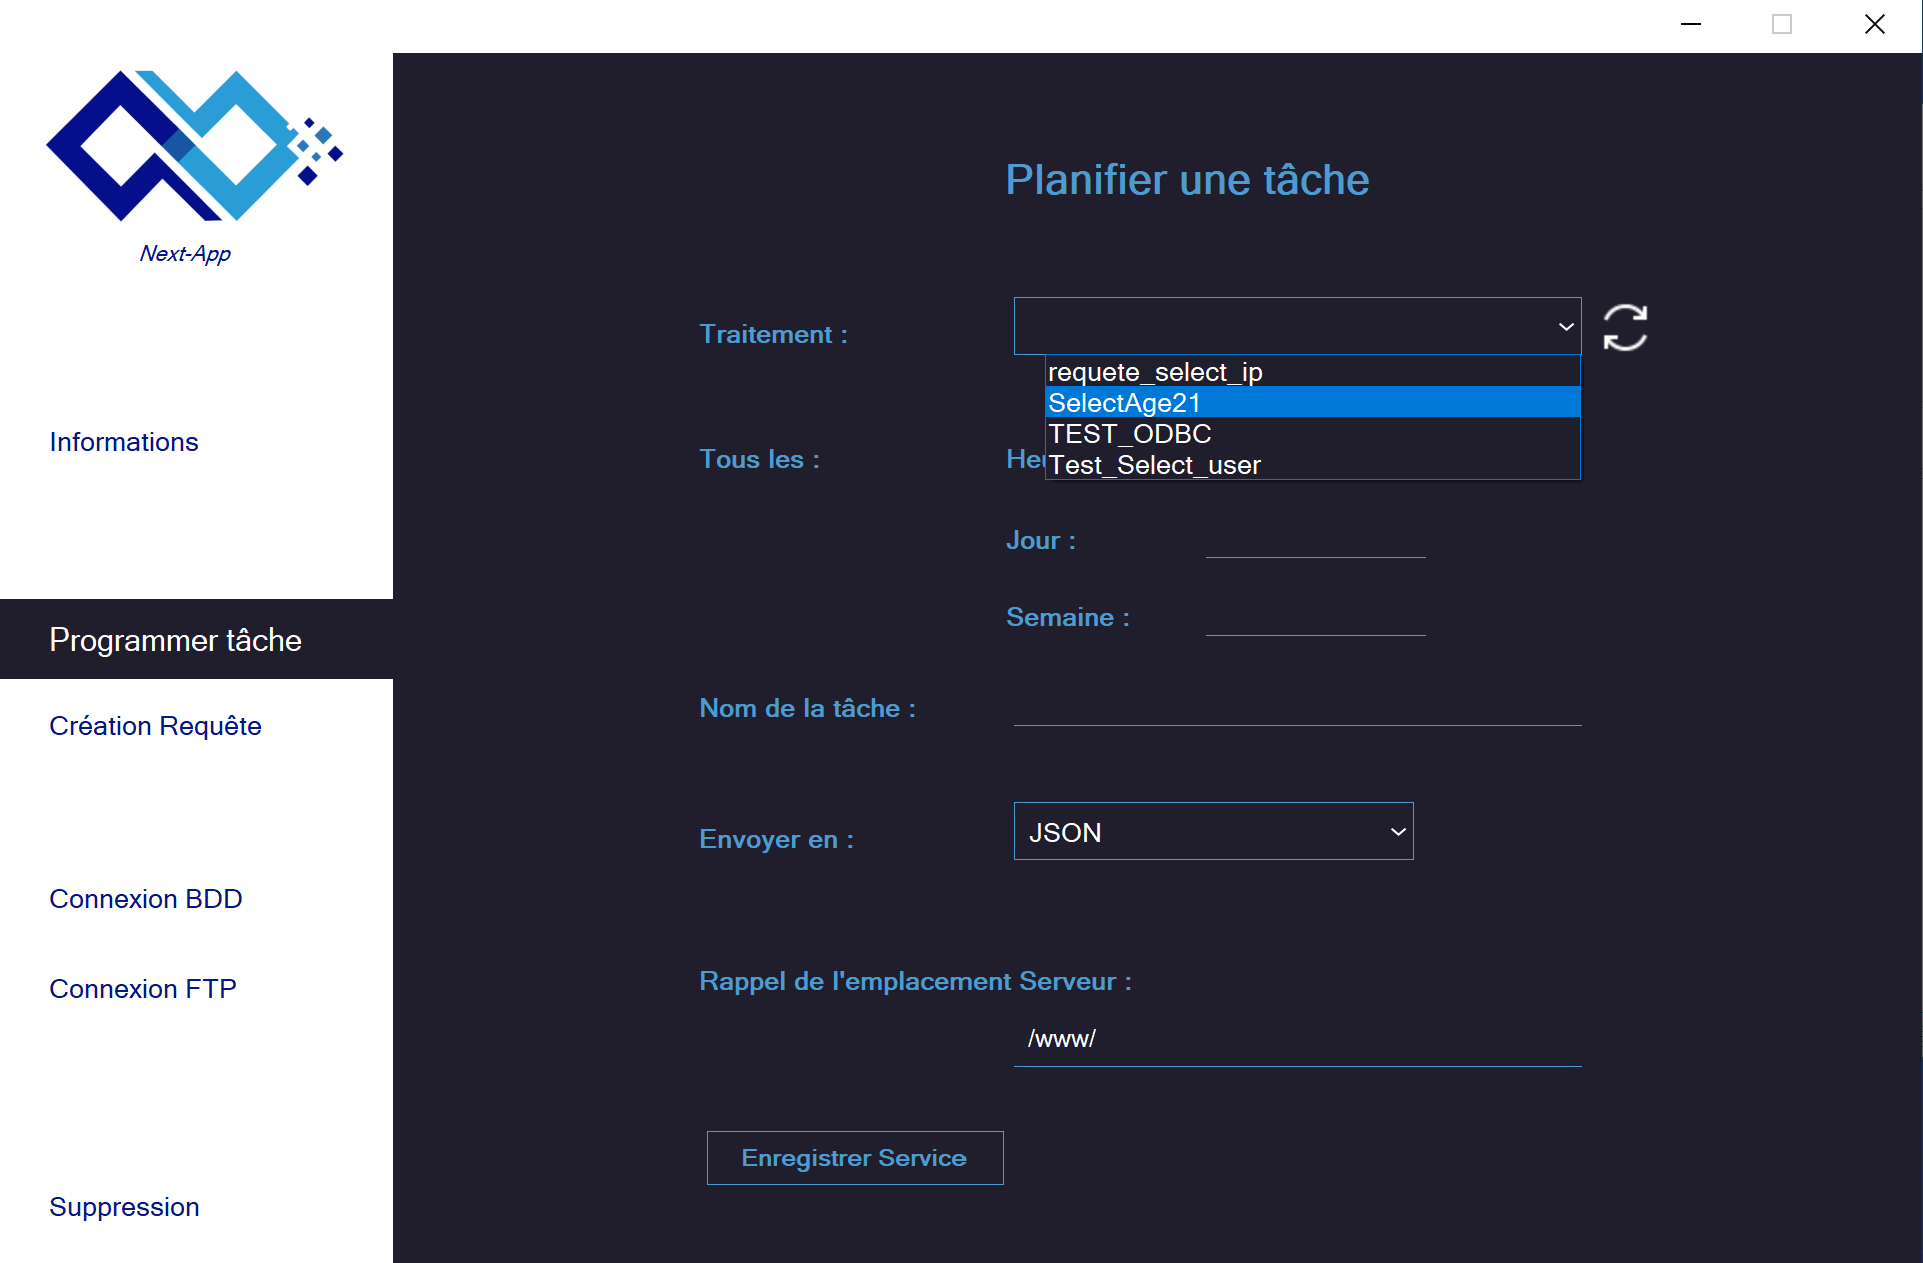 Next-App
Informations
Programmer tâche
Création Requête
Connexion BDD
Connexion FTP
Suppression
Planifier une tâche
Traitement :
requete_select_ip
SelectAge21
TEST_ODBC
Test_Select_user
Tous les :
Jour :
Semaine :
Nom de la tâche :
Envoyer en :
JSON
Rappel de l'emplacement Serveur :
/www/
Enregistrer Service